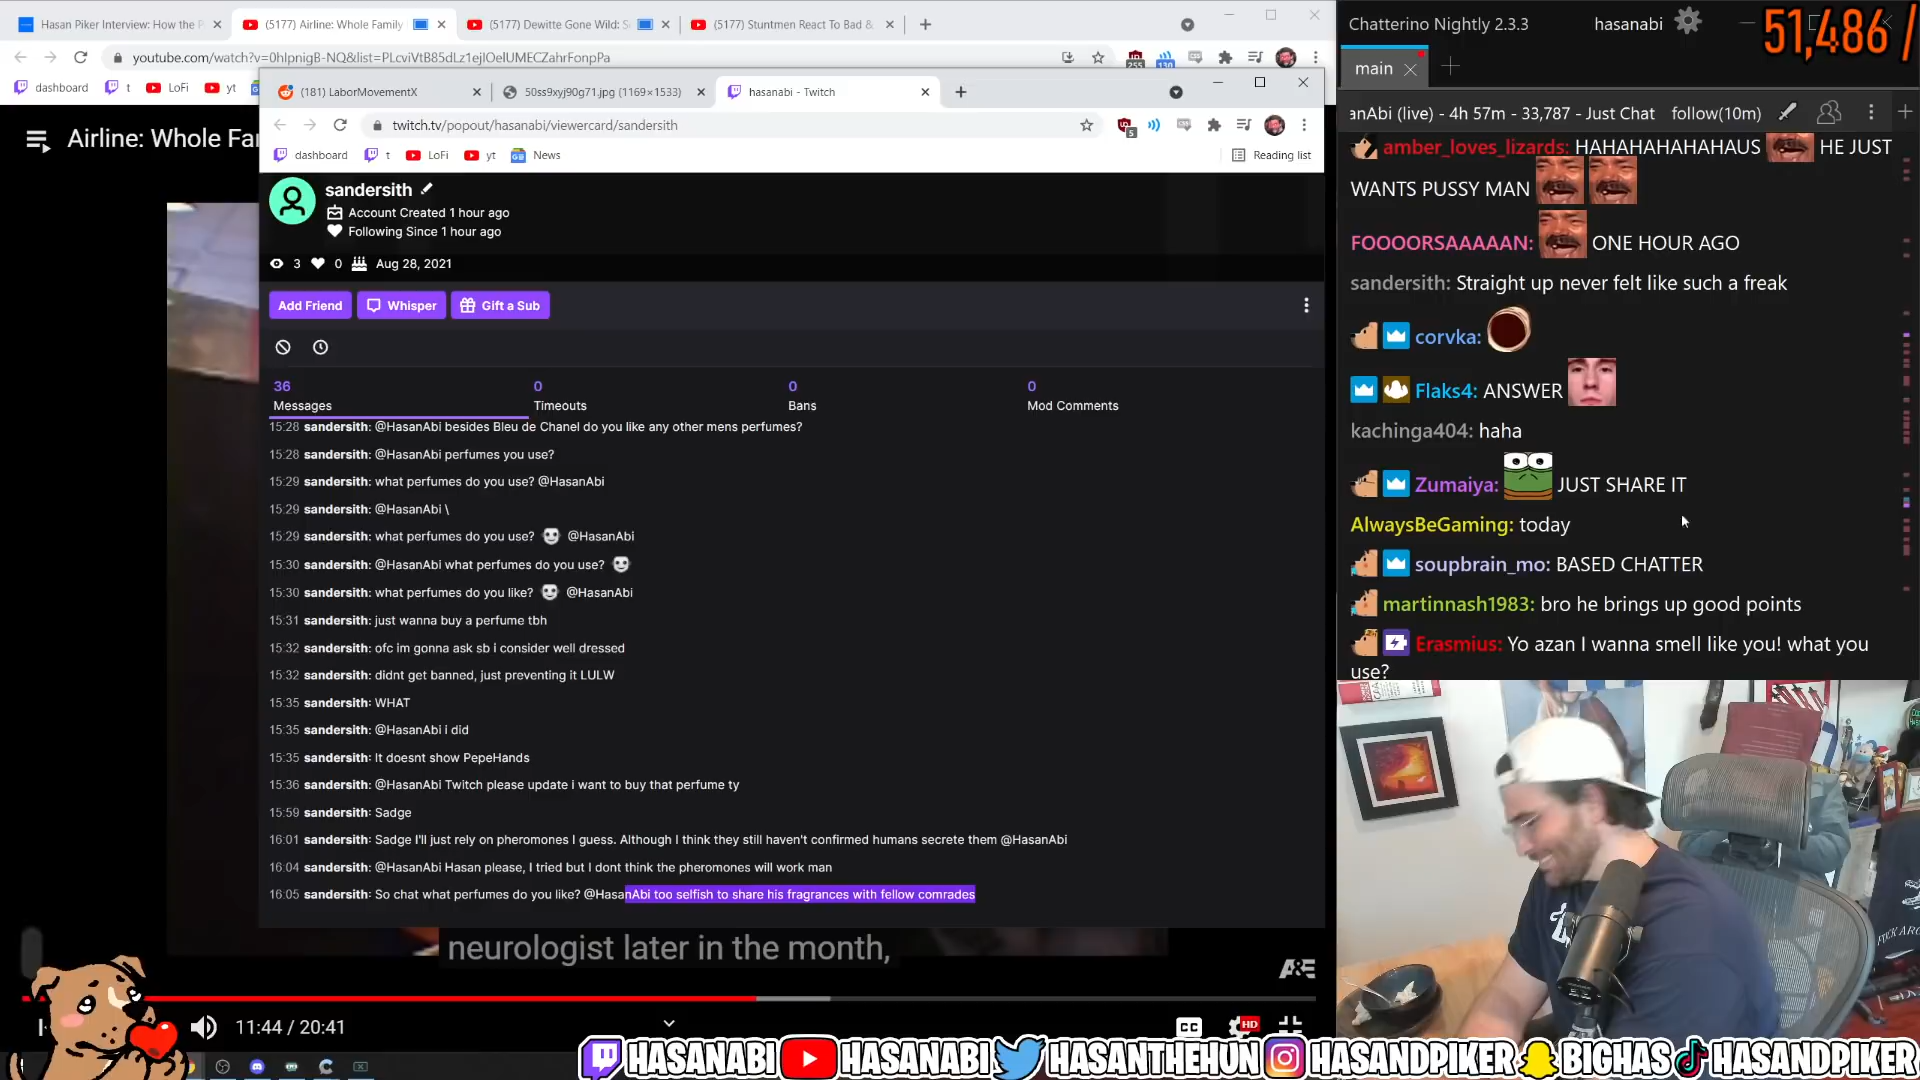 Hasan Piker Interview: How the P
(5177) Airline: Whole Family
(5177) Dewitte Gone Wild: S
(5177) Stuntmen React To Bad &
youtube.com/watch?v=0hlpnigB-NQ&list=PLcviVtB85dLz1ejIOelUMECZahrFonpPa
dashboard
t
LoFi
yt
Airline: Whole Fa
(181) LaborMovementX
50ss9xyj90g71.jpg (1169×1533)
hasanabi - Twitch
twitch.tv/popout/hasanabi/viewercard/sandersith
dashboard
t
LoFi
yt
News
Reading list
sandersith
Account Created 1 hour ago
Following Since 1 hour ago
3
0
Aug 28, 2021
Add Friend
Whisper
Gift a Sub
36
Messages
0
Timeouts
0
Bans
0
Mod Comments
15:28 sandersith: @HasanAbi besides Bleu de Chanel do you like any other mens perfumes?
15:28 sandersith: @HasanAbi perfumes you use?
15:29 sandersith: what perfumes do you use? @HasanAbi
15:29 sandersith: @HasanAbi \
15:29 sandersith: what perfumes do you use? @HasanAbi
15:30 sandersith: @HasanAbi what perfumes do you use?
15:30 sandersith: what perfumes do you like? @HasanAbi
15:31 sandersith: just wanna buy a perfume tbh
15:32 sandersith: ofc im gonna ask sb i consider well dressed
15:32 sandersith: didnt get banned, just preventing it LULW
15:35 sandersith: WHAT
15:35 sandersith: @HasanAbi i did
15:35 sandersith: It doesnt show PepeHands
15:36 sandersith: @HasanAbi Twitch please update i want to buy that perfume ty
15:59 sandersith: Sadge
16:01 sandersith: Sadge I'll just rely on pheromones I guess. Although I think they still haven't confirmed humans secrete them @HasanAbi
16:04 sandersith: @HasanAbi Hasan please, I tried but I dont think the pheromones will work man
16:05 sandersith: So chat what perfumes do you like? @HasanAbi too selfish to share his fragrances with fellow comrades
neurologist later in the month,
A&E
11:44 / 20:41
CC
HD
Chatterino Nightly 2.3.3
hasanabi
51,486 /
main
anAbi (live) - 4h 57m - 33,787 - Just Chat
follow(10m)
amber_loves_lizards: HAHAHAHAHAHAUS HE JUST
WANTS PUSSY MAN
FOOOORSAAAAAN: ONE HOUR AGO
sandersith: Straight up never felt like such a freak
corvka:
Flaks4: ANSWER
kachinga404: haha
Zumaiya: JUST SHARE IT
AlwaysBeGaming: today
soupbrain_mo: BASED CHATTER
martinnash1983: bro he brings up good points
Erasmius: Yo azan I wanna smell like you! what you
use?
HASANABI
HASANABI
HASANTHEHUN
HASANDPIKER
BIGHAS
HASANDPIKER